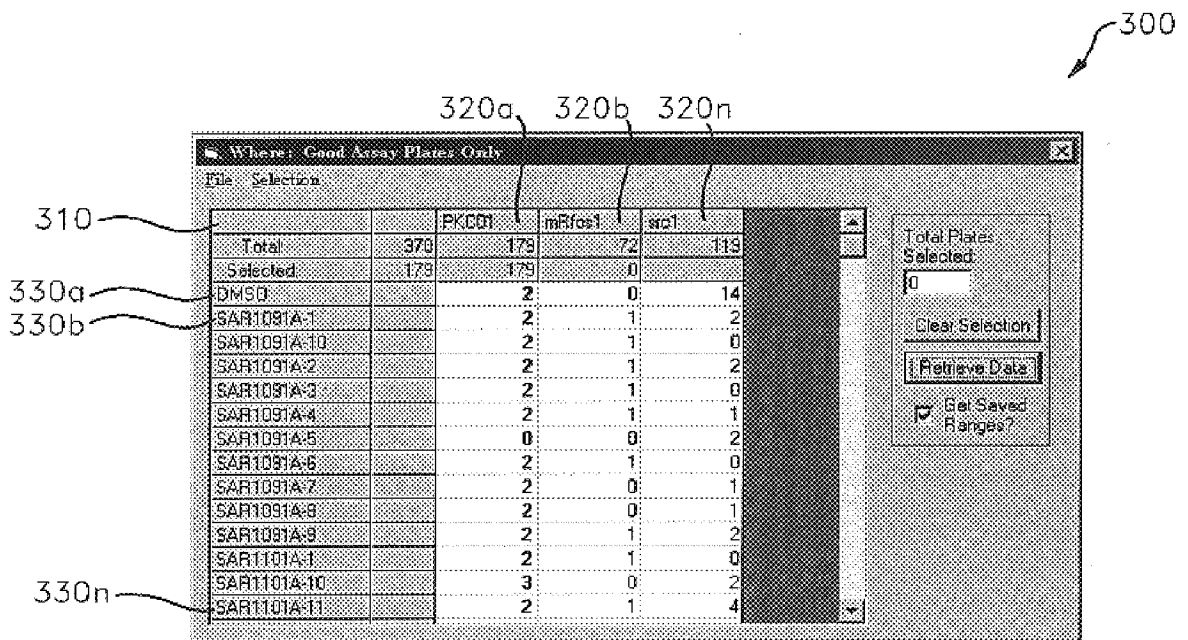 300
320a 320b 320n
Where: Good Assay Plates Only
File Selection
310
PKC01 mRfos1 src1
Total: 370 179 72 119
Selected: 179 179 0
330a DMSO 2 0 14
330b SAR1091A-1 2 1 2
SAR1091A-10 2 1 0
SAR1091A-2 2 1 2
SAR1091A-3 2 1 0
SAR1091A-4 2 1 1
SAR1091A-5 0 0 2
SAR1091A-6 2 1 0
SAR1091A-7 2 0 1
SAR1091A-8 2 0 1
SAR1091A-9 2 1 2
SAR1101A-1 2 1 0
SAR1101A-10 3 0 2
330n SAR1101A-11 2 1 4
Total Plates
Selected:
0
Clear Selection
Retrieve Data
Get Saved
Ranges?